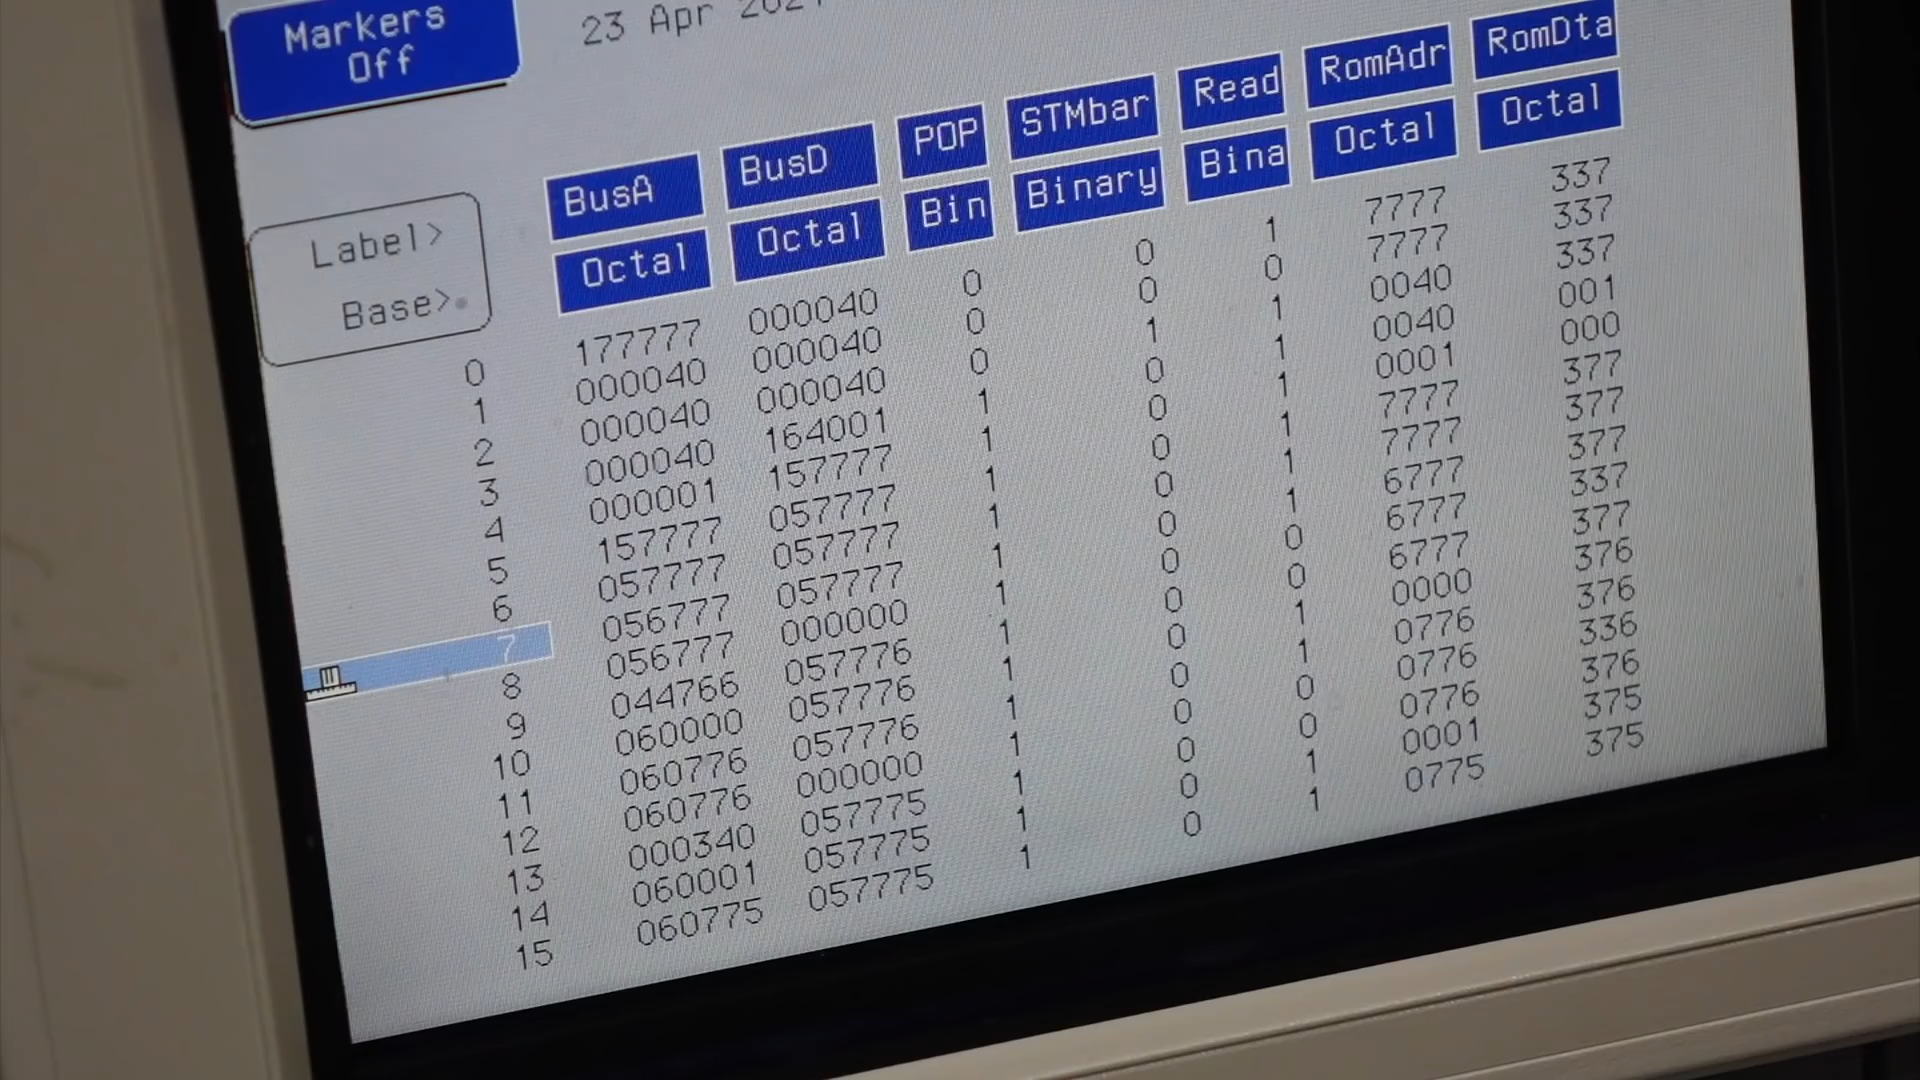 Markers
Off
23 Apr
BusA BusD POP STMbar Read RomAdr RomDta
Label>
Octal Octal Bin Binary Bina Octal Octal
Base>
0 177777 000040 0 0 1 7777 337
1 000040 000040 0 0 0 7777 337
2 000040 000040 0 1 1 0040 337
3 000040 164001 1 0 1 0040 001
4 000001 157777 1 0 1 0001 000
5 157777 057777 1 0 1 7777 377
6 057777 057777 1 0 1 7777 377
7 056777 057777 1 0 1 6777 377
8 056777 000000 1 0 0 6777 337
9 044766 057776 1 0 0 6777 377
10 060000 057776 1 0 1 0000 376
11 060776 057776 1 0 1 0776 376
12 060776 000000 1 0 0 0776 336
13 000340 057775 1 0 0 0776 376
14 060001 057775 1 0 1 0001 375
15 060775 057775 1 0 1 0775 375